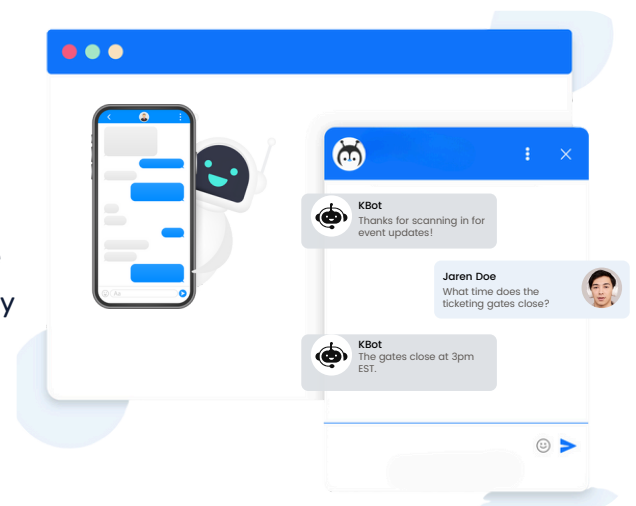 y
Aa
KBot
Thanks for scanning in for
event updates!
Jaren Doe
What time does the
ticketing gates close?
KBot
The gates close at 3pm
EST.